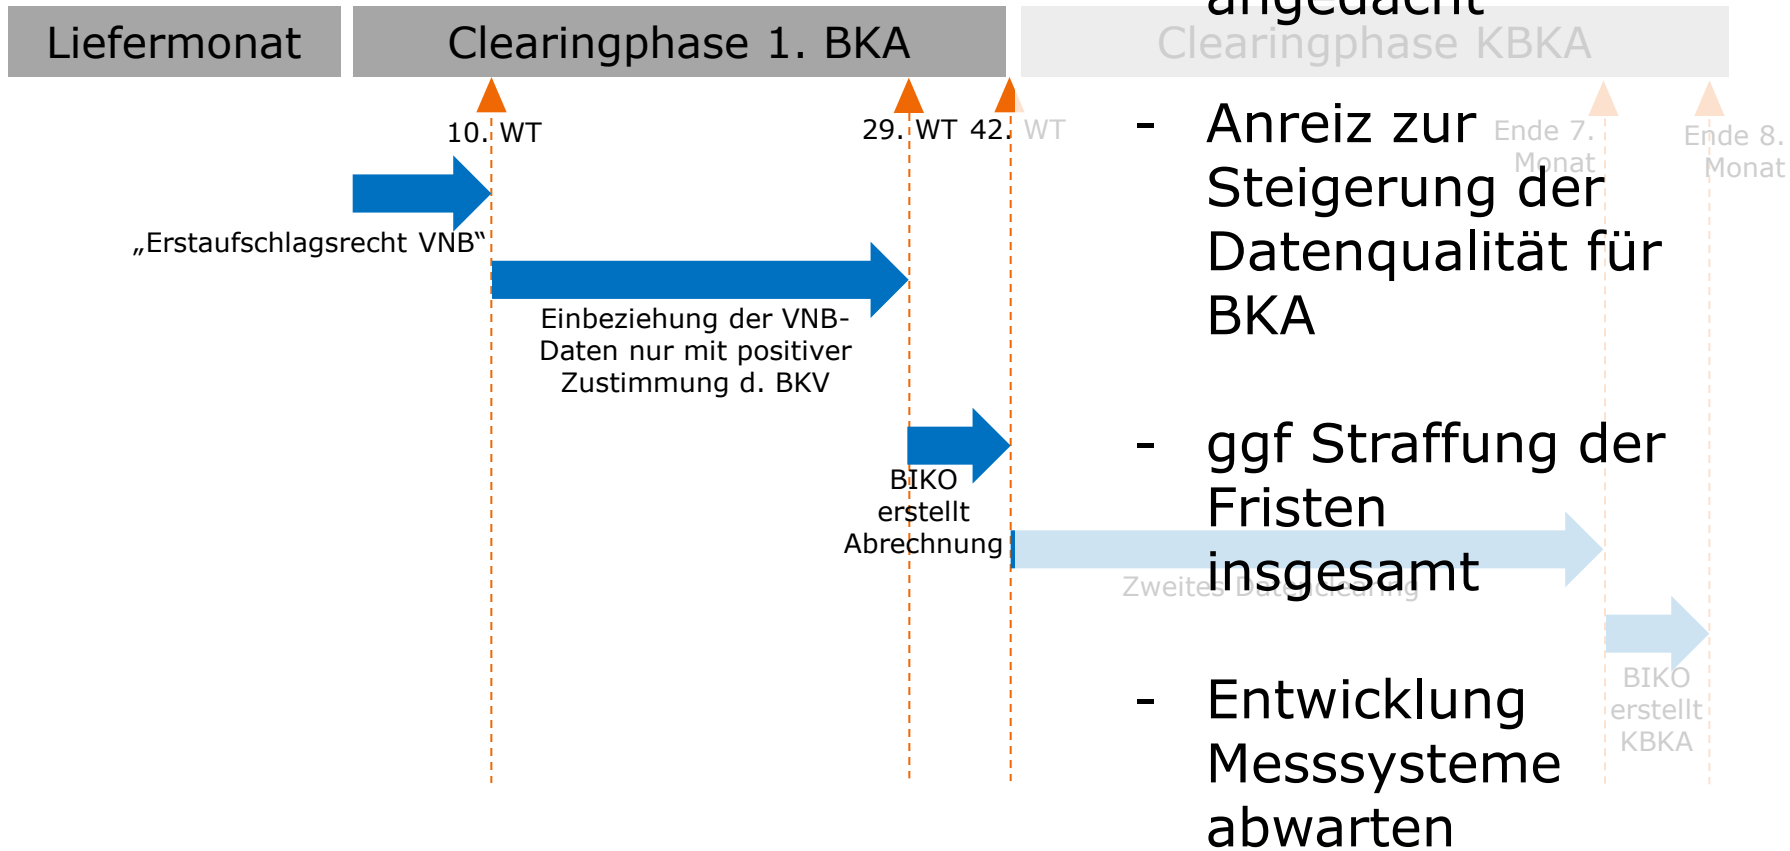 angedacht
Liefermonat
Clearingphase 1. BKA
Clearingphase KBKA
10. WT
29. WT
42. WT
Ende 7.
Monat
Ende 8.
Monat
„Erstaufschlagsrecht VNB“
Einbeziehung der VNB-
Daten nur mit positiver
Zustimmung d. BKV
BIKO
erstellt
Abrechnung
Zweites Datenclearing
BIKO
erstellt
KBKA
- Anreiz zur
Steigerung der
Datenqualität für
BKA
- ggf Straffung der
Fristen
insgesamt
- Entwicklung
Messsysteme
abwarten